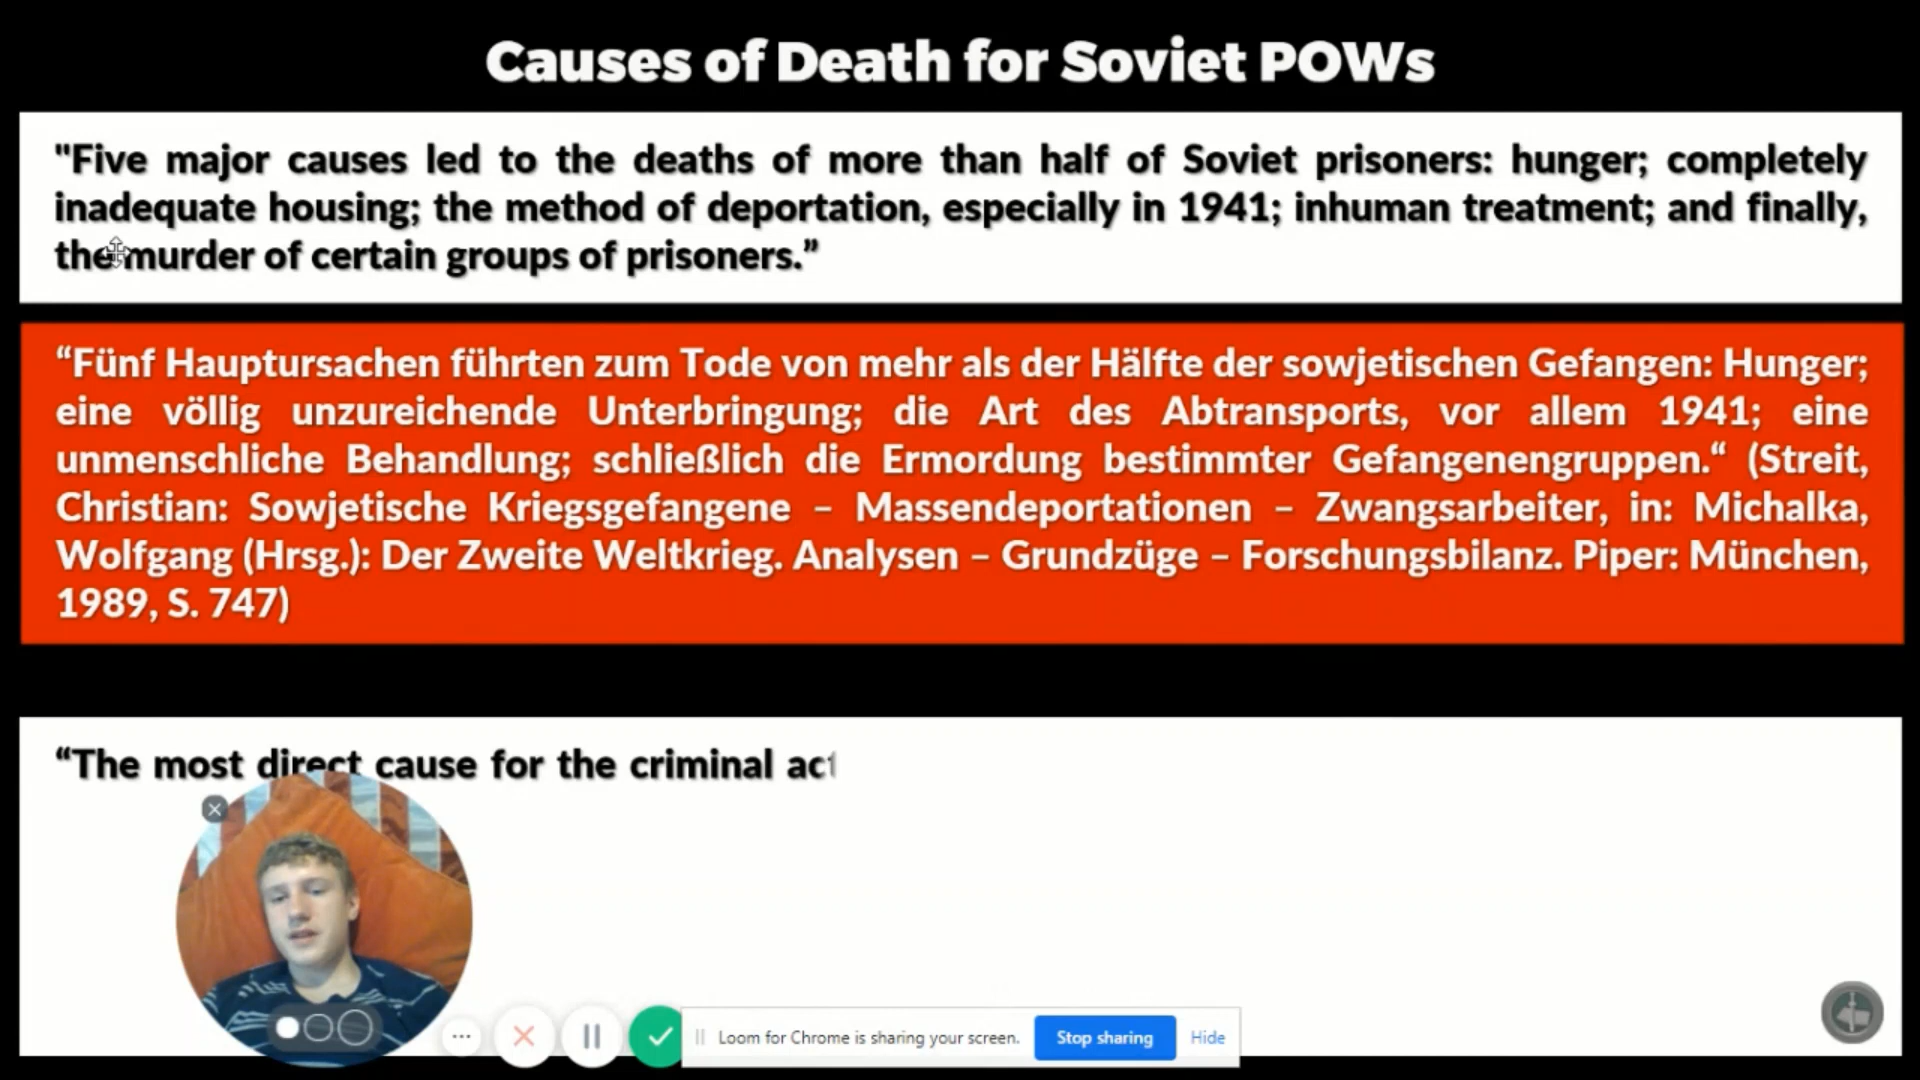 Causes of Death for Soviet POWs
"Five major causes led to the deaths of more than half of Soviet prisoners: hunger; completely
inadequate housing; the method of deportation, especially in 1941; inhuman treatment; and finally,
the murder of certain groups of prisoners.”
“Fünf Hauptursachen führten zum Tode von mehr als der Hälfte der sowjetischen Gefangen: Hunger;
eine völlig unzureichende Unterbringung; die Art des Abtransports, vor allem 1941; eine
unmenschliche Behandlung; schließlich die Ermordung bestimmter Gefangenengruppen.“ (Streit,
Christian: Sowjetische Kriegsgefangene – Massendeportationen – Zwangsarbeiter, in: Michalka,
Wolfgang (Hrsg.): Der Zweite Weltkrieg. Analysen – Grundzüge – Forschungsbilanz. Piper: München,
1989, S. 747)
“The most direct cause for the criminal act
Loom for Chrome is sharing your screen. Stop sharing Hide